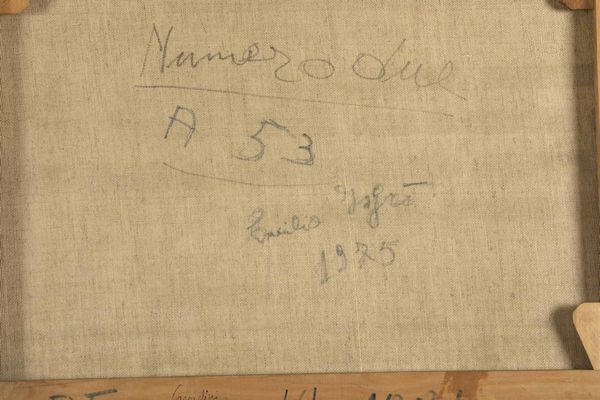 Numero due
A 53
Emilio Isgrò
1975